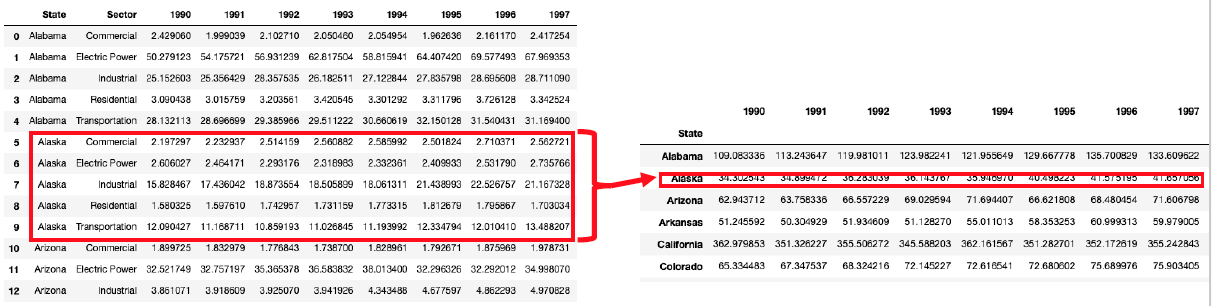 State Sector 1990 1991 1992 1993 1994 1995 1996 1997
0 Alabama Commercial 2.429060 1.999039 2.102710 2.050460 2.054954 1.962636 2.161170 2.417254
1 Alabama Electric Power 50.279123 54.175721 56.931239 62.817504 58.815941 64.407420 69.577493 67.969353
2 Alabama Industrial 25.152603 25.356429 28.357535 26.182511 27.122844 27.835798 28.695608 28.711090
3 Alabama Residential 3.090438 3.015759 3.203561 3.420545 3.301292 3.311796 3.726128 3.342524
4 Alabama Transportation 28.132113 28.696699 29.385966 29.511222 30.660619 32.150128 31.540431 31.169400
5 Alaska Commercial 2.197297 2.232937 2.514159 2.560882 2.585992 2.501824 2.710371 2.562721
6 Alaska Electric Power 2.606027 2.464171 2.293176 2.318983 2.332361 2.409933 2.531790 2.735766
7 Alaska Industrial 15.828467 17.436042 18.873554 18.505899 18.061311 21.438993 22.526757 21.167328
8 Alaska Residential 1.580325 1.597610 1.742957 1.731159 1.773315 1.812679 1.795867 1.703034
9 Alaska Transportation 12.090427 11.168711 10.859193 11.026845 11.193992 12.334794 12.010410 13.488207
10 Arizona Commercial 1.899725 1.832979 1.776843 1.738700 1.828961 1.792671 1.875969 1.978731
11 Arizona Electric Power 32.521749 32.757197 35.365378 36.583832 38.013400 32.296326 32.292012 34.998070
12 Arizona Industrial 3.861071 3.918609 3.925070 3.941926 4.343488 4.677597 4.862293 4.970828
1990 1991 1992 1993 1994 1995 1996 1997
State
Alabama 109.083336 113.243647 119.981011 123.982241 121.955649 129.667778 135.700829 133.609622
Alaska 34.302543 34.899472 36.283039 36.143767 35.946970 40.498223 41.575195 41.657056
Arizona 62.943712 63.758336 66.557229 69.029594 71.694407 66.621808 68.480454 71.606798
Arkansas 51.245592 50.304929 51.934609 51.128270 55.011013 58.353253 60.999313 59.979005
California 362.979853 351.326227 355.506272 345.588203 362.161567 351.282701 352.172619 355.242843
Colorado 65.334483 67.347537 68.324216 72.145227 72.616541 72.680602 75.689976 75.903405